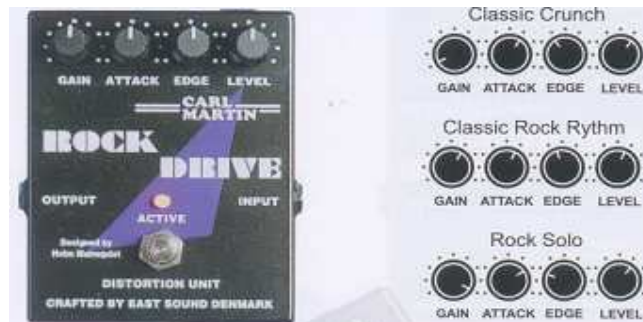 GAIN ATTACK EDGE LEVEL
CARL
MARTIN
ROCK
DRIVE
OUTPUT INPUT
ACTIVE
Designed by
DISTORTION UNIT
CRAFTED BY EAST SOUND DENMARK
Classic Crunch
GAIN ATTACK EDGE LEVEL
Classic Rock Rythm
GAIN ATTACK EDGE LEVEL
Rock Solo
GAIN ATTACK EDGE LEVEL